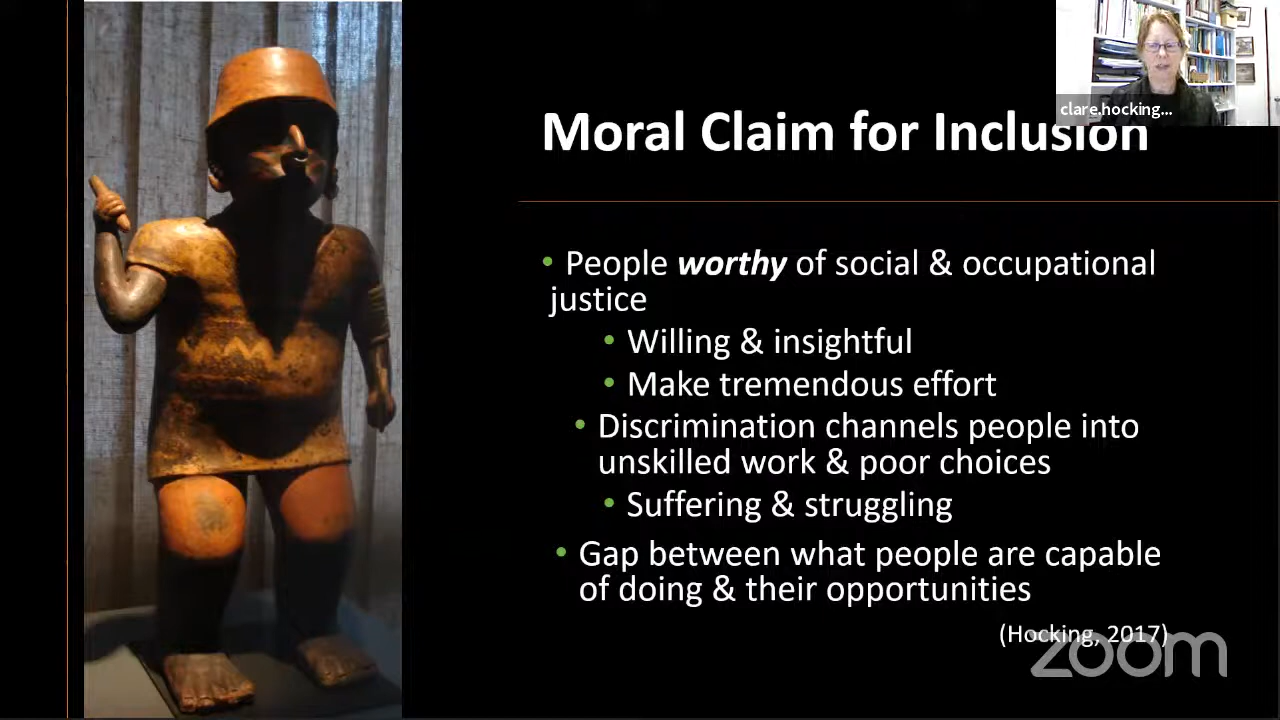 clare.hocking...
Moral Claim for Inclusion
• People worthy of social & occupational
justice
• Willing & insightful
• Make tremendous effort
• Discrimination channels people into
unskilled work & poor choices
• Suffering & struggling
• Gap between what people are capable
of doing & their opportunities
(Hocking, 2017)
zoom